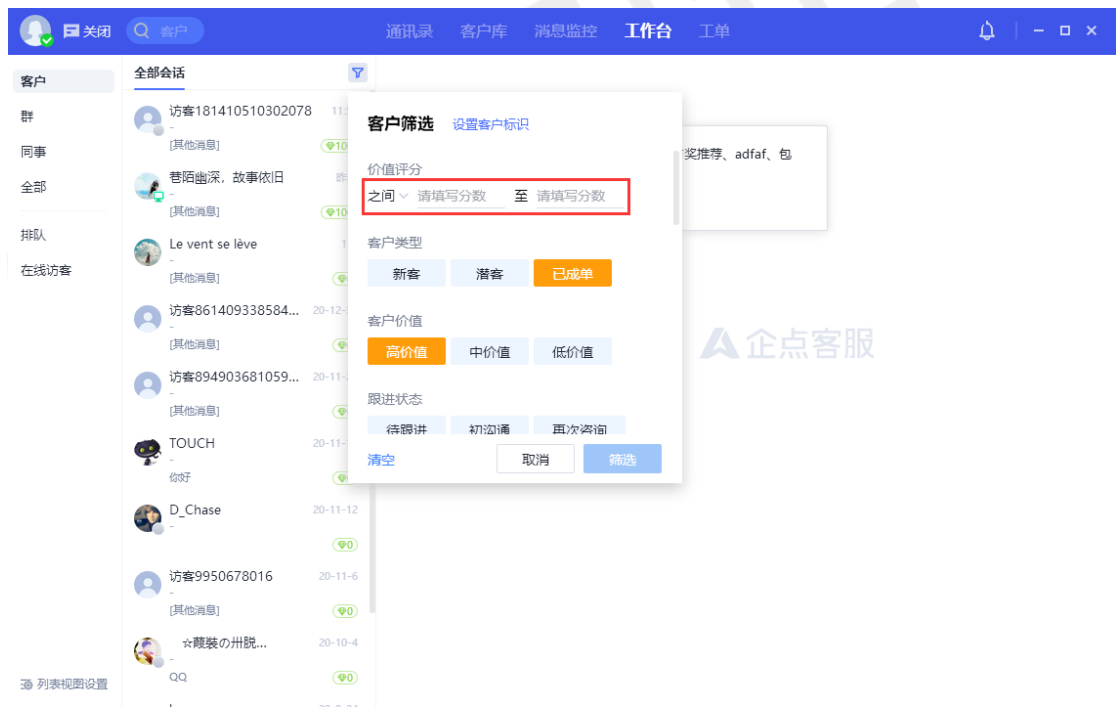 关闭
客户
通讯录
客户库
消息监控
工作台
工单
客户
群
同事
全部
排队
在线访客
列表视图设置
全部会话
访客181410510302078
-
[其他消息]
巷陌幽深，故事依旧
-
[其他消息]
Le vent se lève
-
[其他消息]
访客861409338584...
-
[其他消息]
访客894903681059...
-
[其他消息]
TOUCH
-
你好
D_Chase 20-11-12
-
0
访客9950678016 20-11-6
-
[其他消息] 0
☆葭裝の卅脱... 20-10-4
-
QQ 0
客户筛选 设置客户标识
价值评分
之间 请填写分数 至 请填写分数
客户类型
新客 潜客 已成单
客户价值
高价值 中价值 低价值
跟进状态
待跟进 初沟通 再次咨询
清空 取消 筛选
奖推荐、adfaf、包
企点客服